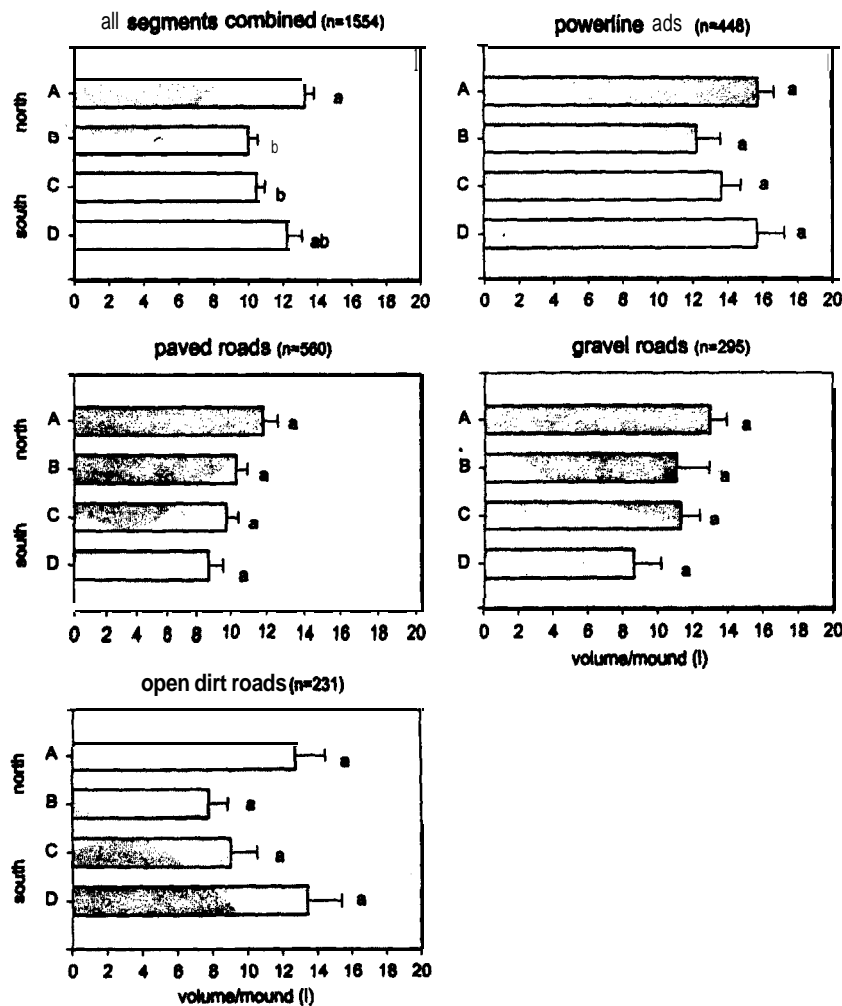 all segments combined (n=1554)
north
south
A
a
B
b
C
b
D
ab
0 2 4 6 8 10 12 14 16 18 20
powerline ads (n=448)
A
a
B
a
C
a
D
a
0 2 4 6 8 10 12 14 16 18 20
paved roads (n=560)
north
south
A
a
B
a
C
a
D
a
0 2 4 6 8 10 12 14 16 18 20
gravel roads (n=295)
A
a
B
a
C
a
D
a
0 2 4 6 8 10 12 14 16 18 20
volume/mound (l)
open dirt roads (n=231)
north
south
A
a
B
a
C
a
D
a
0 2 4 6 8 10 12 14 16 18 20
volume/mound (l)